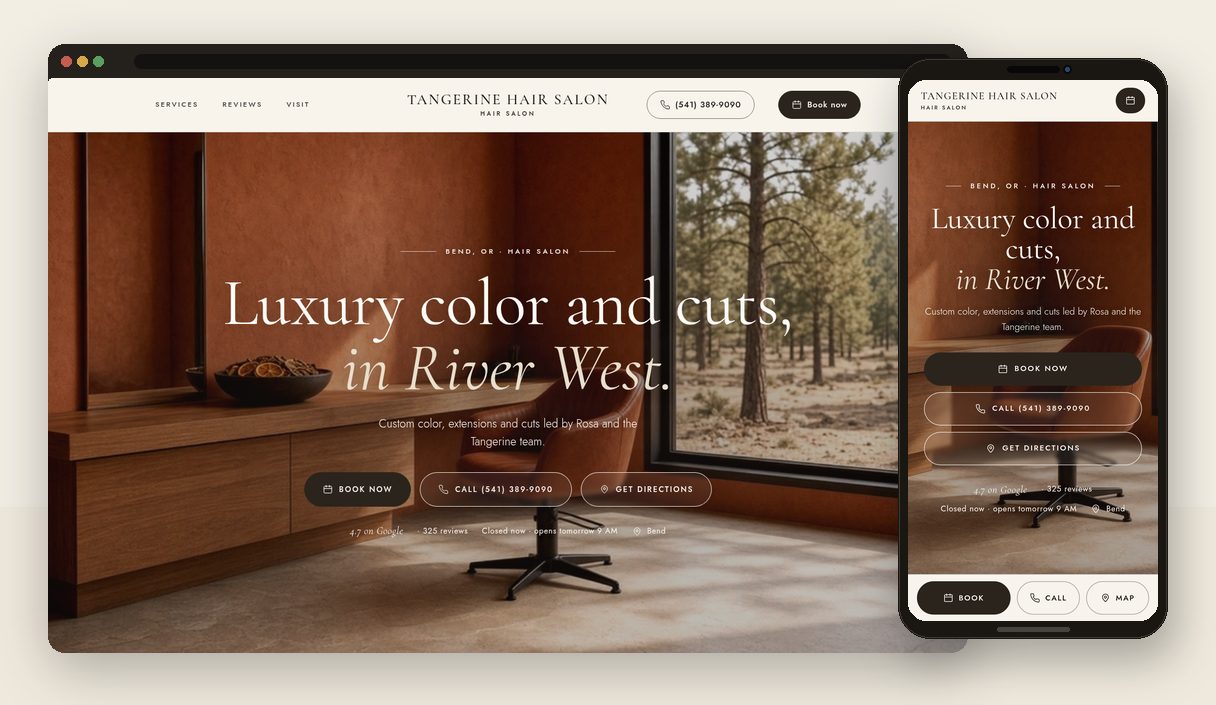 SERVICES REVIEWS VISIT
TANGERINE HAIR SALON
HAIR SALON
(541) 389-9090
Book now
BEND, OR · HAIR SALON
Luxury color and cuts,
in River West.
Custom color, extensions and cuts led by Rosa and the
Tangerine team.
BOOK NOW
CALL (541) 389-9090
GET DIRECTIONS
4.7 on Google · 325 reviews Closed now · opens tomorrow 9 AM Bend
TANGERINE HAIR SALON
HAIR SALON
BEND, OR · HAIR SALON
Luxury color and
cuts,
in River West.
Custom color, extensions and cuts led by Rosa and the
Tangerine team.
BOOK NOW
CALL (541) 389-9090
GET DIRECTIONS
4.7 on Google · 325 reviews
Closed now · opens tomorrow 9 AM Bend
BOOK
CALL
MAP